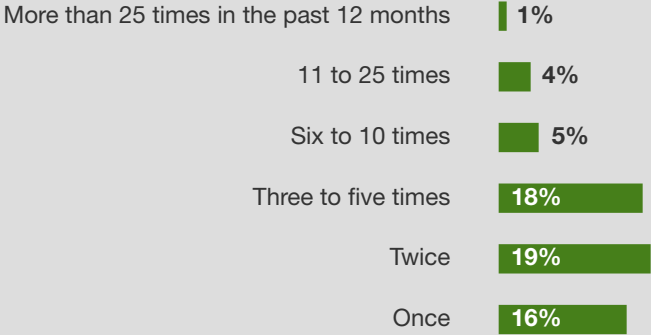 More than 25 times in the past 12 months 1%
11 to 25 times 4%
Six to 10 times 5%
Three to five times 18%
Twice 19%
Once 16%